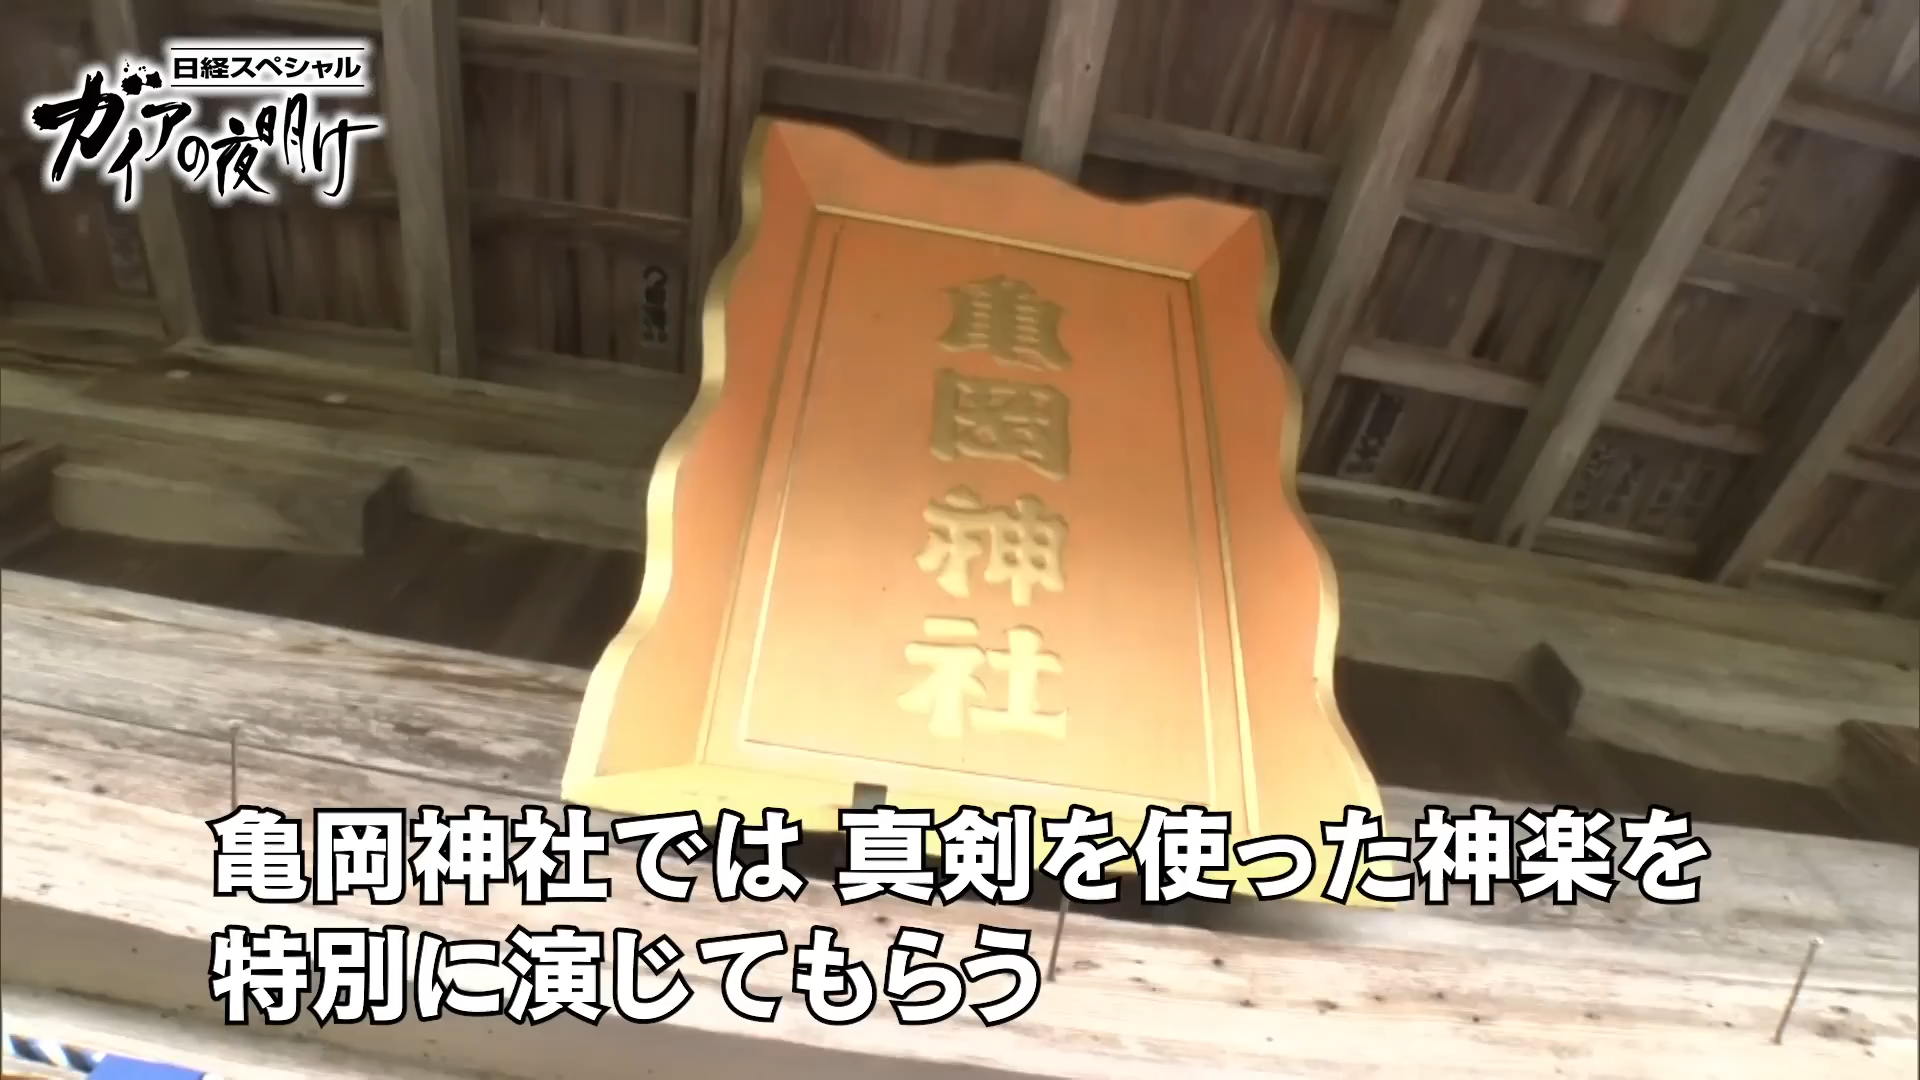 日経スペシャル
ガイアの夜明け
亀岡神社
亀岡神社では 真剣を使った神楽を
特別に演じてもらう